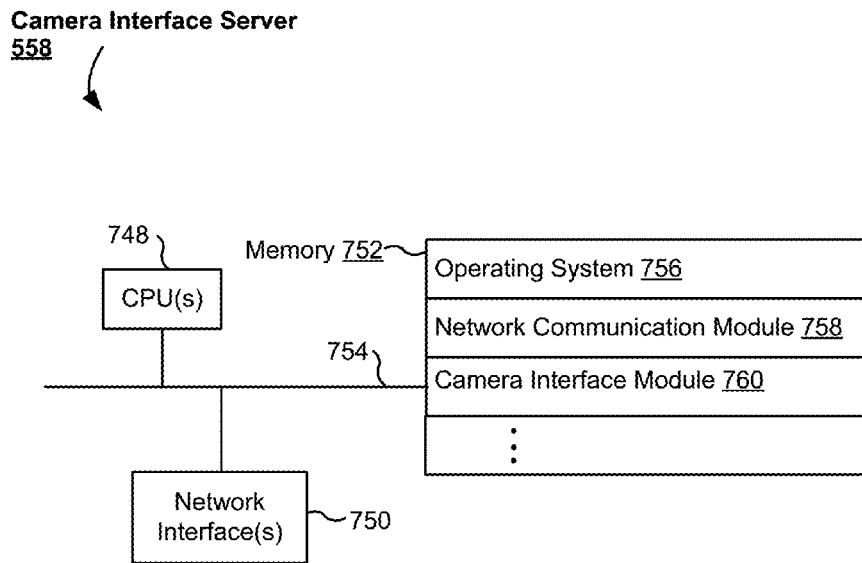 Camera Interface Server
558
748
CPU(s)
Memory 752
Operating System 756
Network Communication Module 758
754
Camera Interface Module 760
Network
Interface(s)
750